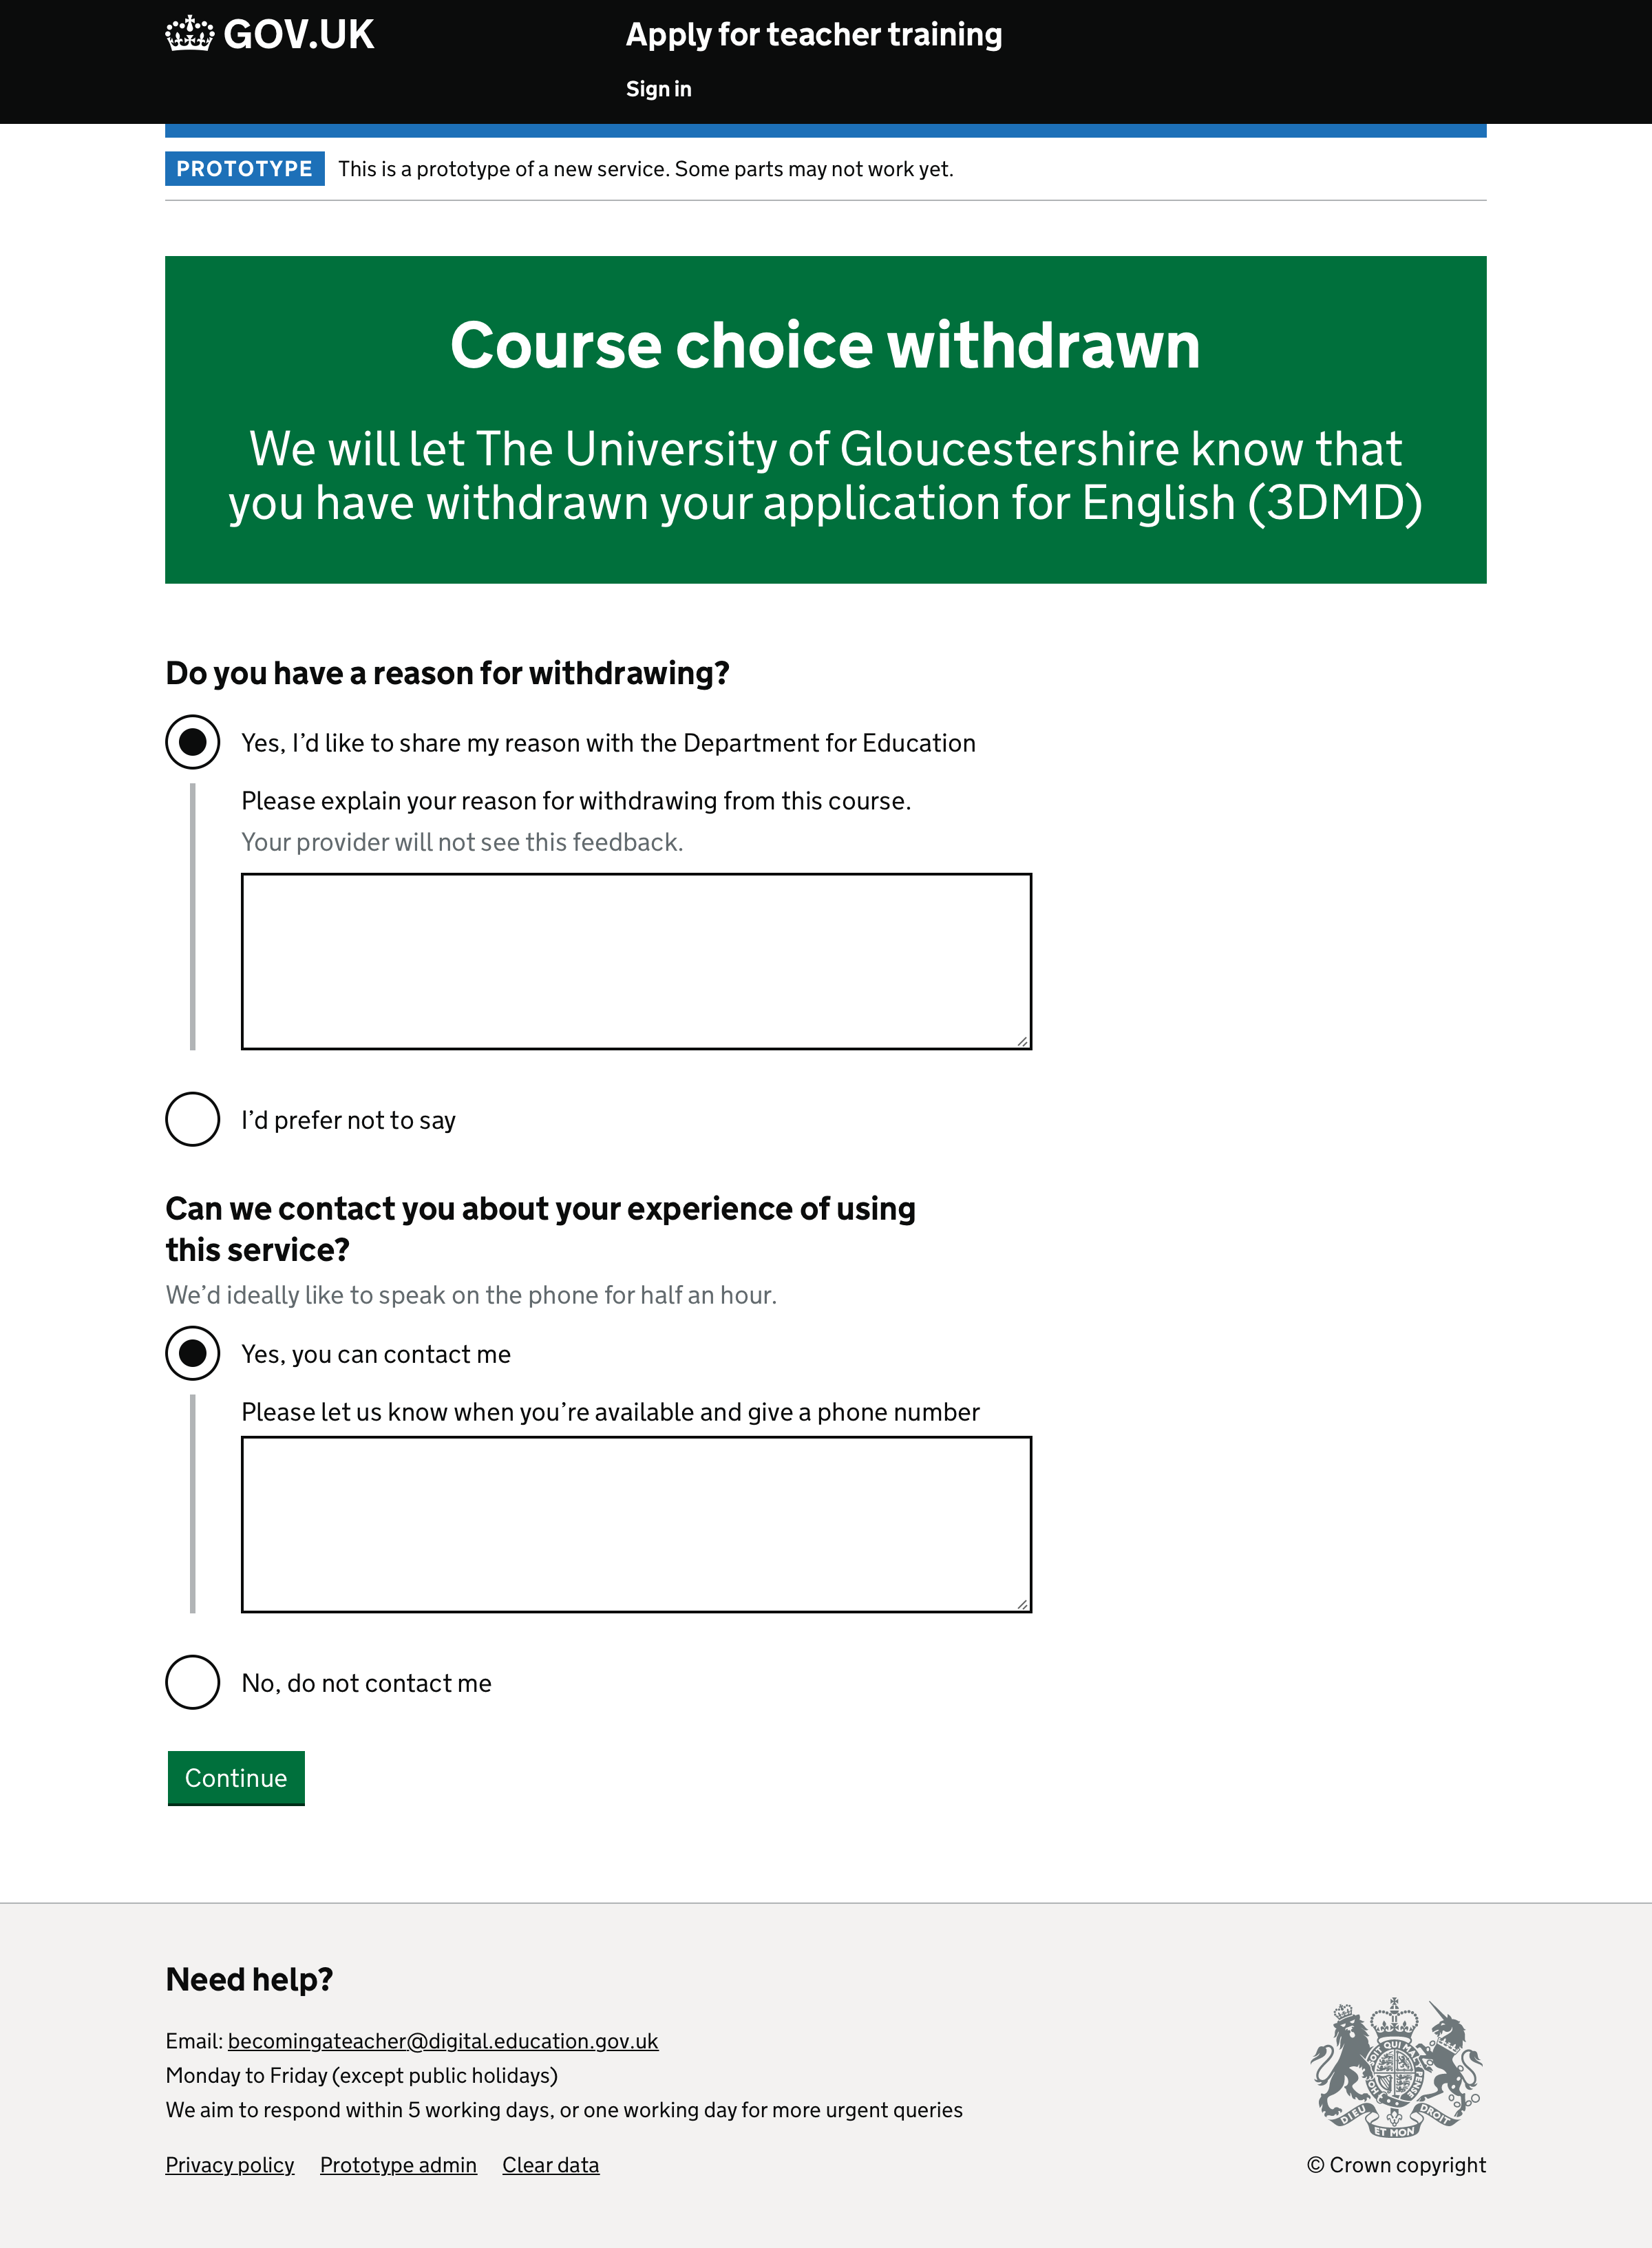 GOV.UK
Apply for teacher training
Sign in
PROTOTYPE
This is a prototype of a new service. Some parts may not work yet.
Course choice withdrawn
We will let The University of Gloucestershire know that
you have withdrawn your application for English (3DMD)
Do you have a reason for withdrawing?
Yes, I’d like to share my reason with the Department for Education
Please explain your reason for withdrawing from this course.
Your provider will not see this feedback.
I’d prefer not to say
Can we contact you about your experience of using
this service?
We’d ideally like to speak on the phone for half an hour.
Yes, you can contact me
Please let us know when you’re available and give a phone number
No, do not contact me
Continue
Need help?
Email: becomingateacher@digital.education.gov.uk
Monday to Friday (except public holidays)
We aim to respond within 5 working days, or one working day for more urgent queries
Privacy policy Prototype admin Clear data
DIEU ET MON DROIT
© Crown copyright